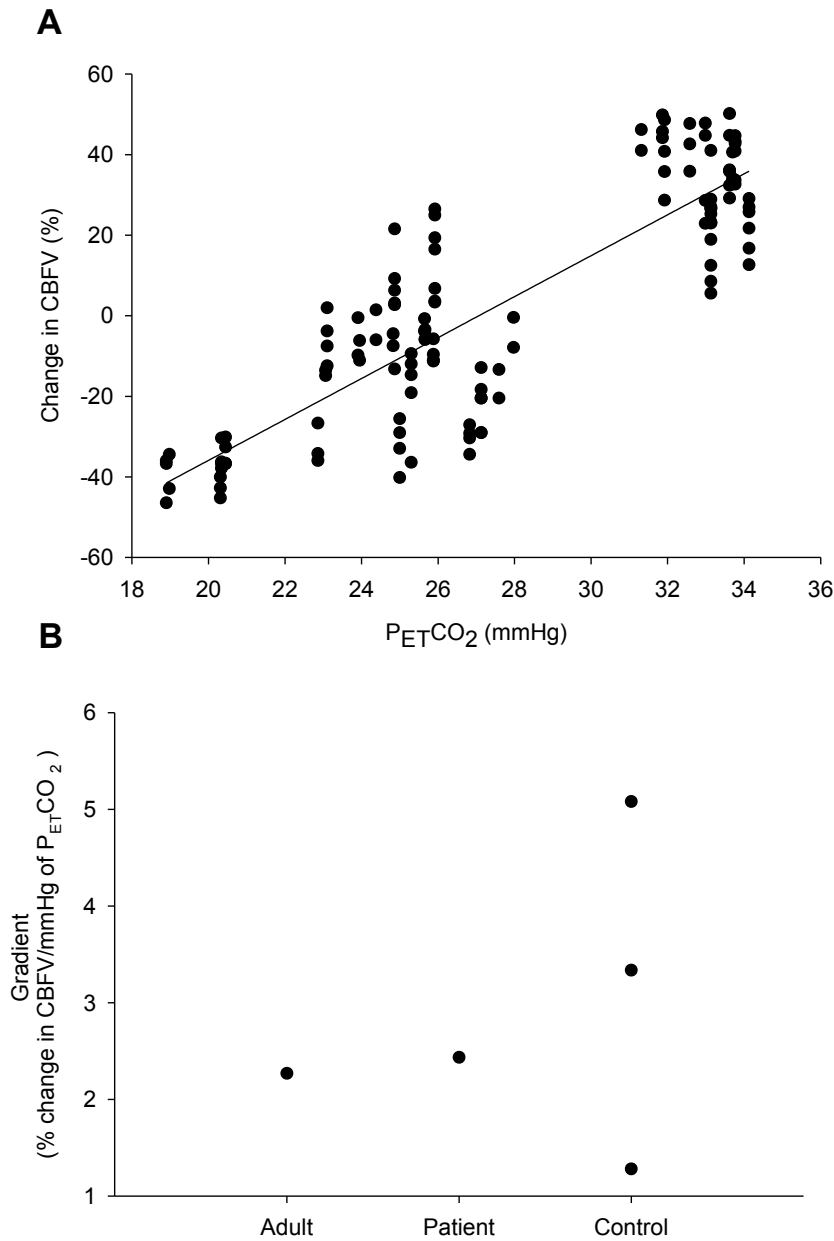 A
60
40
20
0
-20
-40
-60
Change in CBFV (%)
18 20 22 24 26 28 30 32 34 36
PETCO2 (mmHg)
B
6
5
4
3
2
1
Gradient
(% change in CBFV/mmHg of PETCO2 )
Adult Patient Control